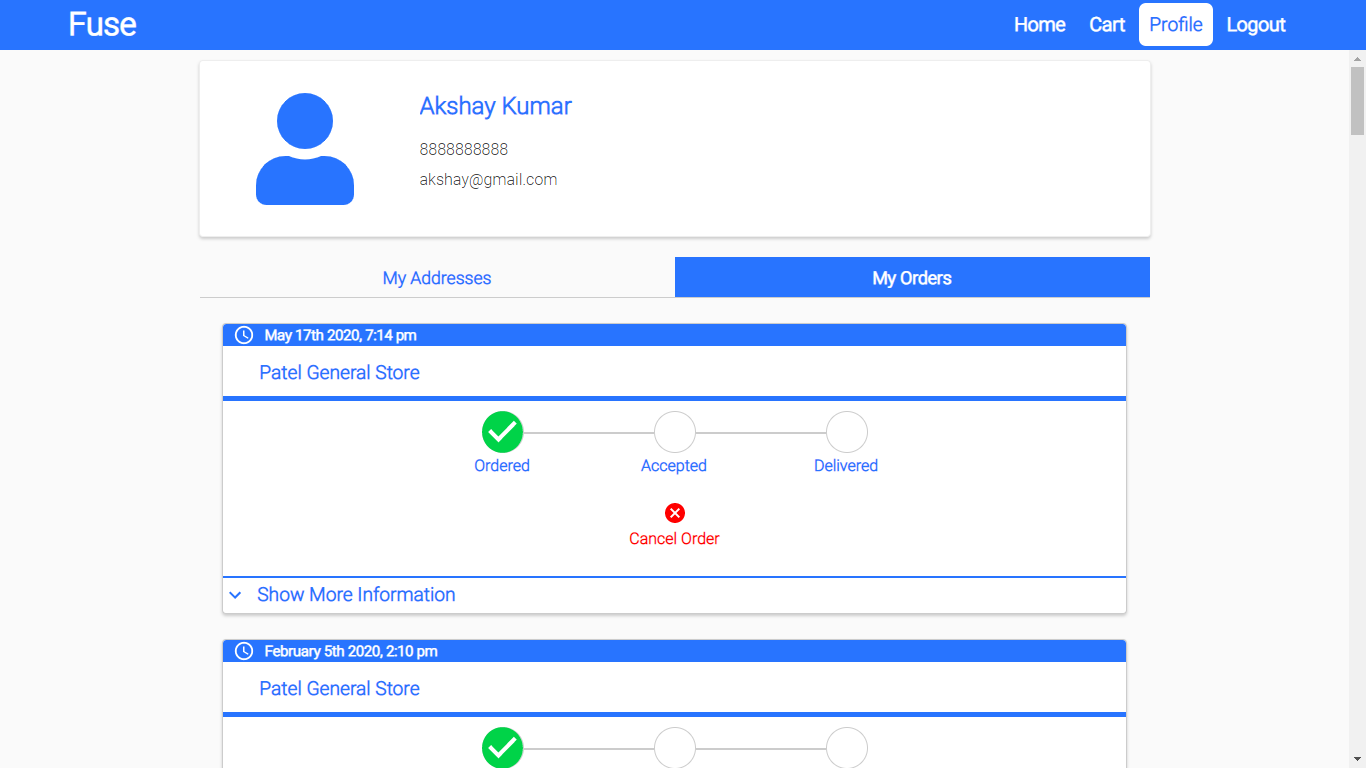 Fuse
Home Cart Profile Logout
Akshay Kumar
8888888888
akshay@gmail.com
My Addresses My Orders
May 17th 2020, 7:14 pm
Patel General Store
Ordered Accepted Delivered
Cancel Order
Show More Information
February 5th 2020, 2:10 pm
Patel General Store